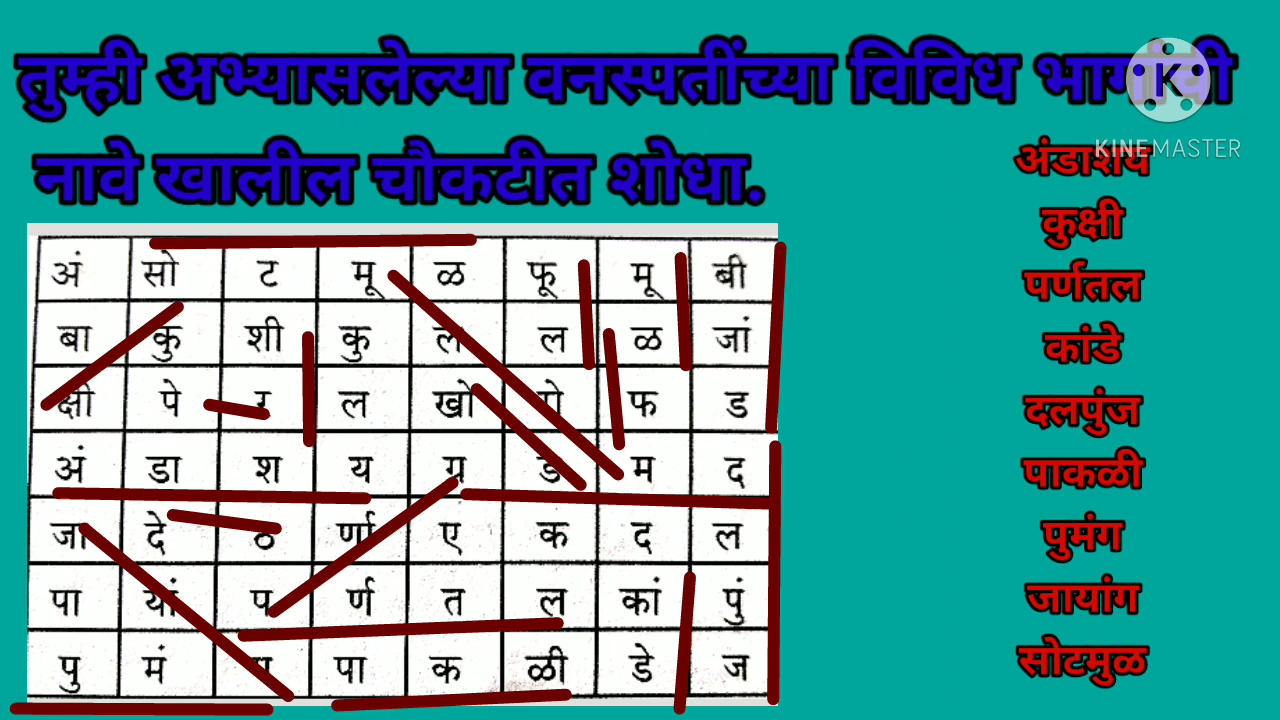 तुम्ही अभ्यासलेल्या वनस्पतींच्या विविध भागांची
नावे खालील चौकटीत शोधा.
KINEMASTER
अंडाशय
कुक्षी
पर्णतल
कांडे
दलपुंज
पाकळी
पुमंग
जायांग
सोटमुळ
अं सो ट मू ळ फू मू बी
बा कु शी कु ल ल ळ जां
क्षी पे र ल खो रो फ ड
अं डा श य ग्र ड म द
जा दे ठ र्णा ए क द ल
पा यां प र्ण त ल कां पुं
पु मं ग पा क ळी डे ज